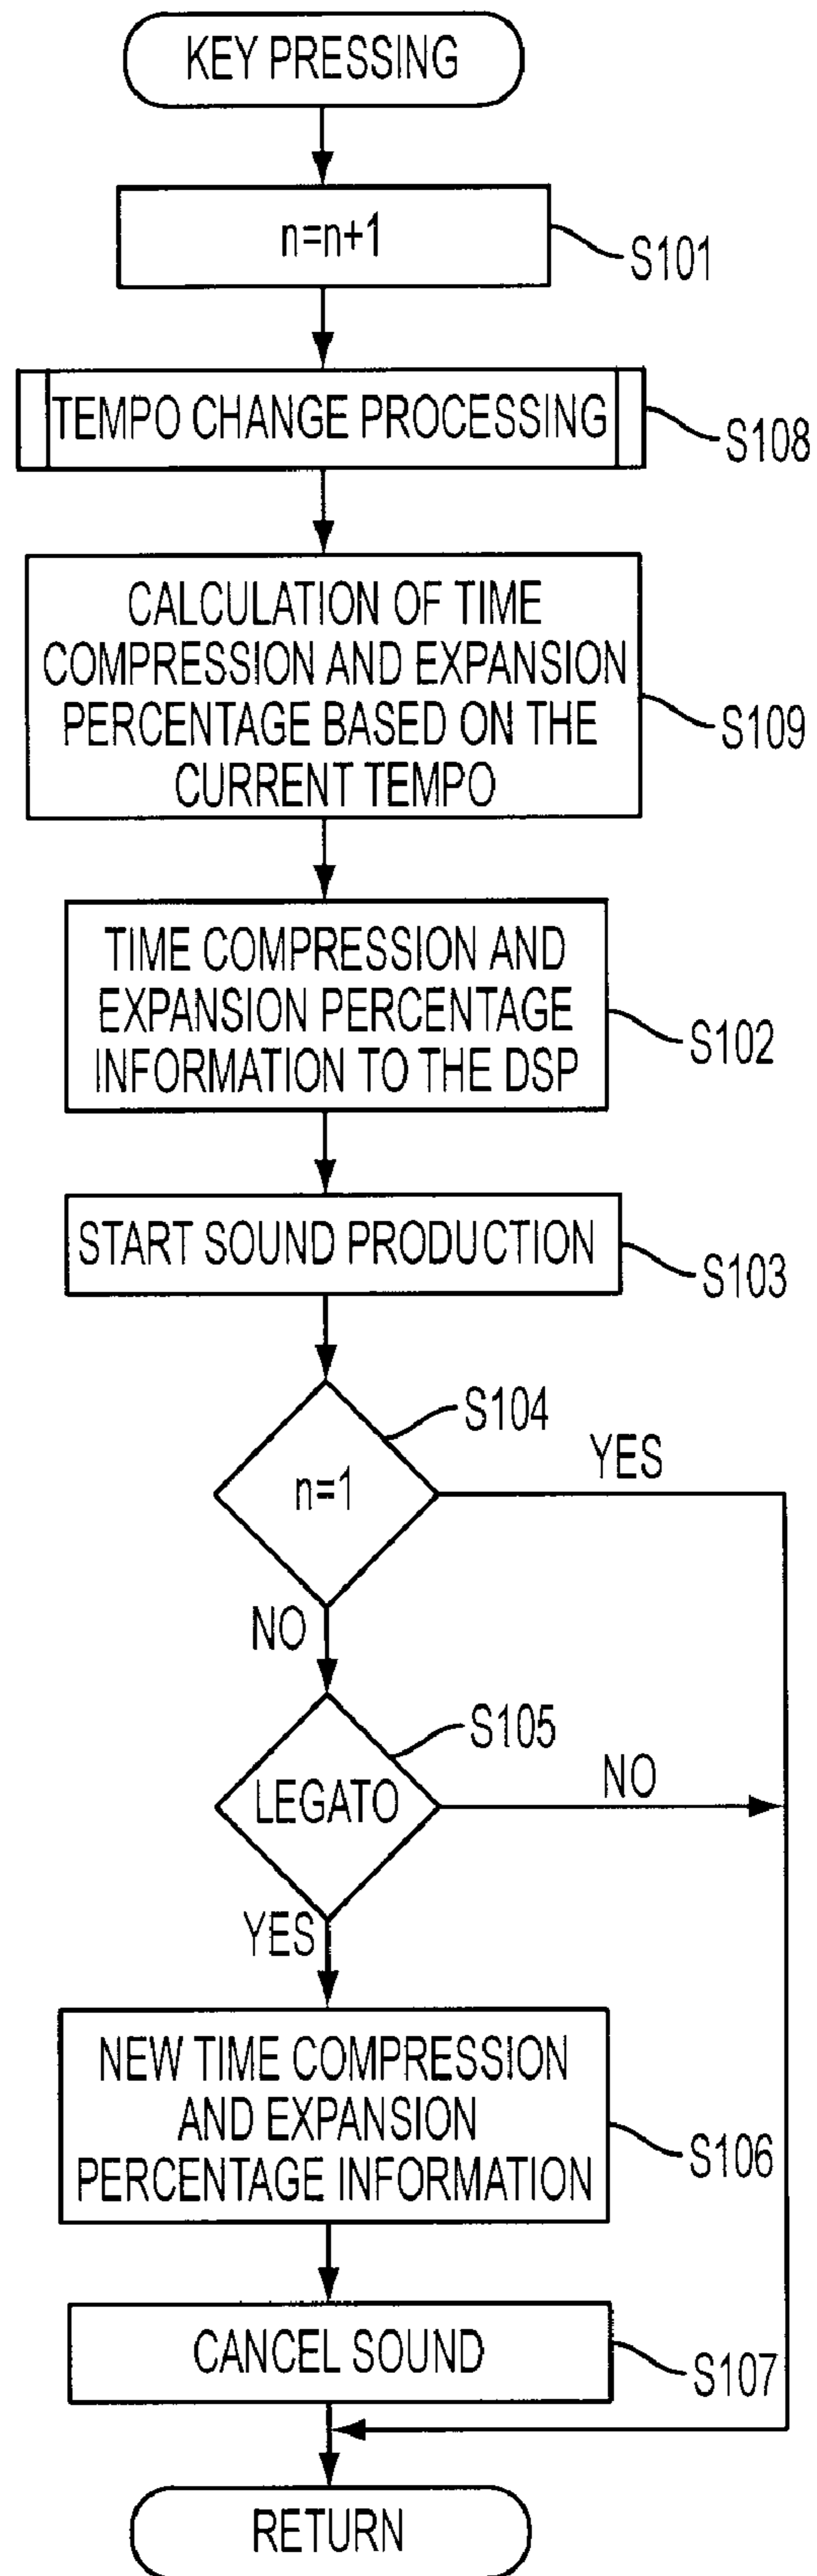 KEY PRESSING
n=n+1
S101
TEMPO CHANGE PROCESSING
S108
CALCULATION OF TIME
COMPRESSION AND EXPANSION
PERCENTAGE BASED ON THE
CURRENT TEMPO
S109
TIME COMPRESSION AND
EXPANSION PERCENTAGE
INFORMATION TO THE DSP
S102
START SOUND PRODUCTION
S103
S104
n=1
YES
NO
S105
LEGATO
NO
YES
NEW TIME COMPRESSION
AND EXPANSION
PERCENTAGE INFORMATION
S106
CANCEL SOUND
S107
RETURN